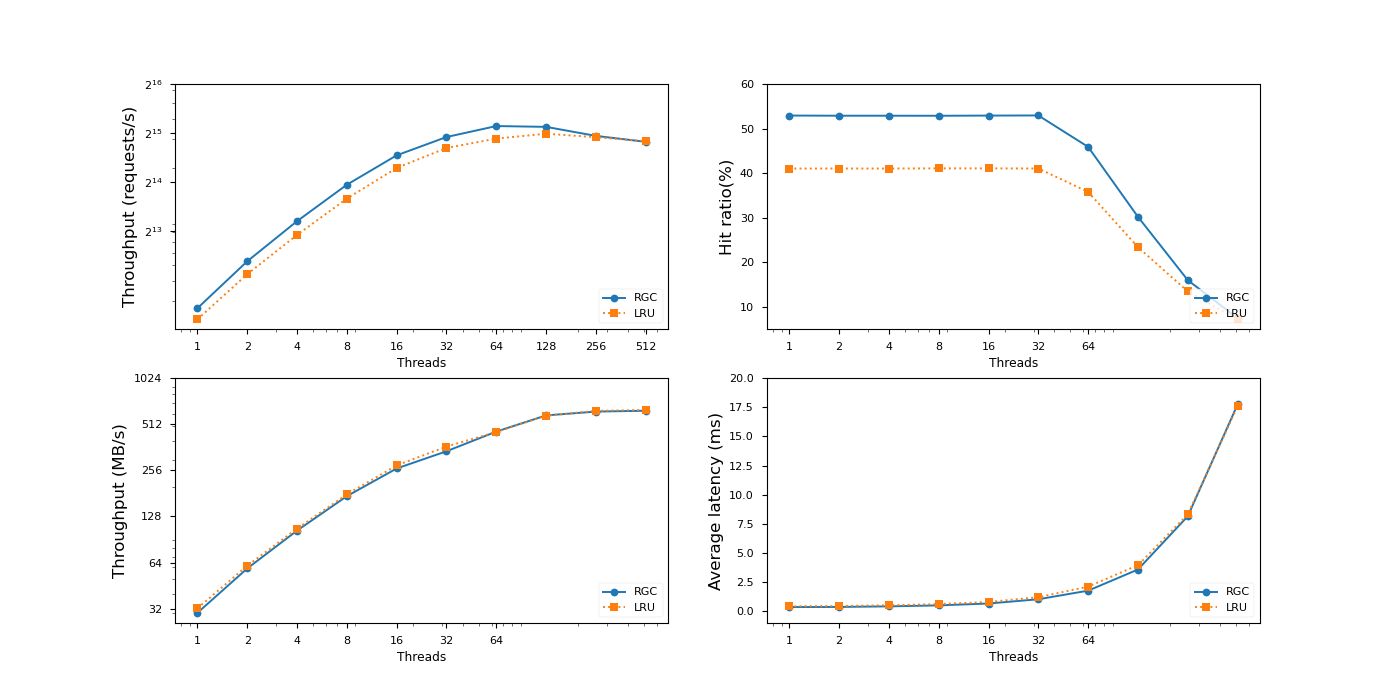 Throughput (requests/s)
2^16
2^15
2^14
2^13
RGC
LRU
1 2 4 8 16 32 64 128 256 512
Threads
Hit ratio(%)
60
50
40
30
20
10
RGC
LRU
1 2 4 8 16 32 64
Threads
Throughput (MB/s)
1024
512
256
128
64
32
RGC
LRU
1 2 4 8 16 32 64
Threads
Average latency (ms)
20.0
17.5
15.0
12.5
10.0
7.5
5.0
2.5
0.0
RGC
LRU
1 2 4 8 16 32 64
Threads